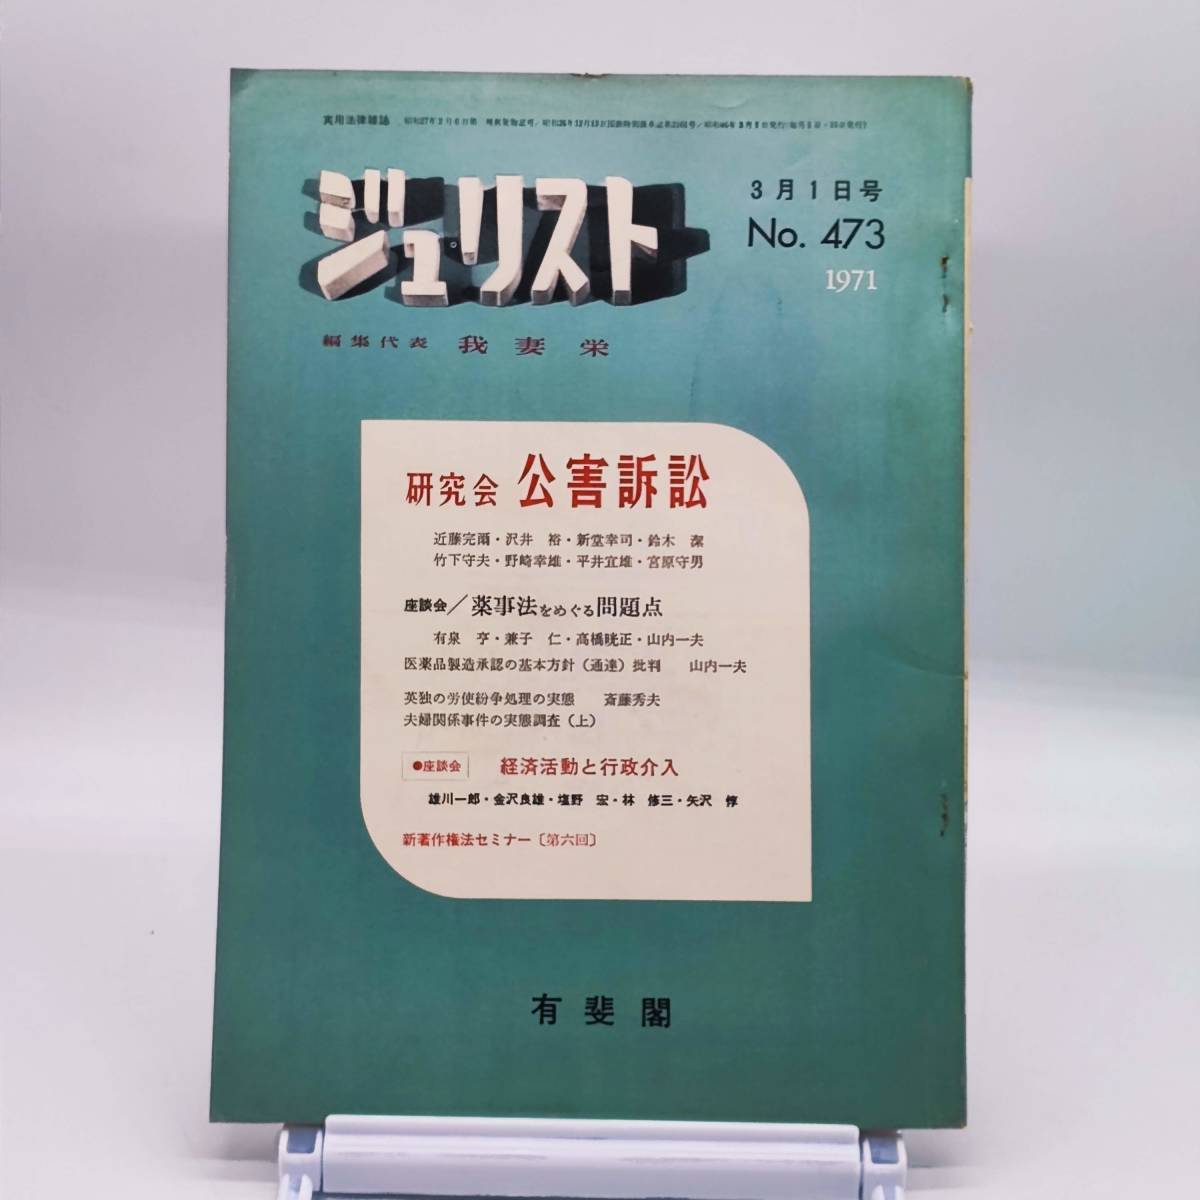 実用法律雑誌
ジュリスト
3月1日号
No. 473
1971
編集代表 我妻 栄
研究会 公害訴訟
近藤完爾・沢井 裕・新堂幸司・鈴木 潔
竹下守夫・野崎幸雄・平井宜雄・宮原守男
座談会／薬事法をめぐる問題点
有泉 亨・兼子 仁・高橋晄正・山内一夫
医薬品製造承認の基本方針（通達）批判 山内一夫
英独の労使紛争処理の実態 斎藤秀夫
夫婦関係事件の実態調査（上）
●座談会 経済活動と行政介入
雄川一郎・金沢良雄・塩野 宏・林 修三・矢沢 惇
新著作権法セミナー〔第六回〕
有斐閣